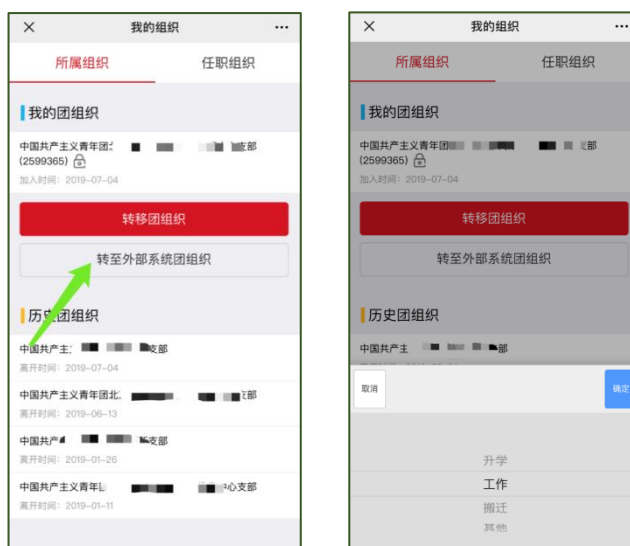 我的组织
所属组织
任职组织
我的团组织
中国共产主义青年团 支部
(2599365)
加入时间：2019-07-04
转移团组织
转至外部系统团组织
历史团组织
中国共产主 支部
离开时间：2019-07-04
中国共产主义青年团北 部
离开时间：2019-06-13
中国共产 支部
离开时间：2019-01-26
中国共产主义青年 中心支部
离开时间：2019-01-11
我的组织
所属组织
任职组织
我的团组织
中国共产主义青年团 部
(2599365)
加入时间：2019-07-04
转移团组织
转至外部系统团组织
历史团组织
中国共产主 部
取消
确定
升学
工作
搬迁
其他